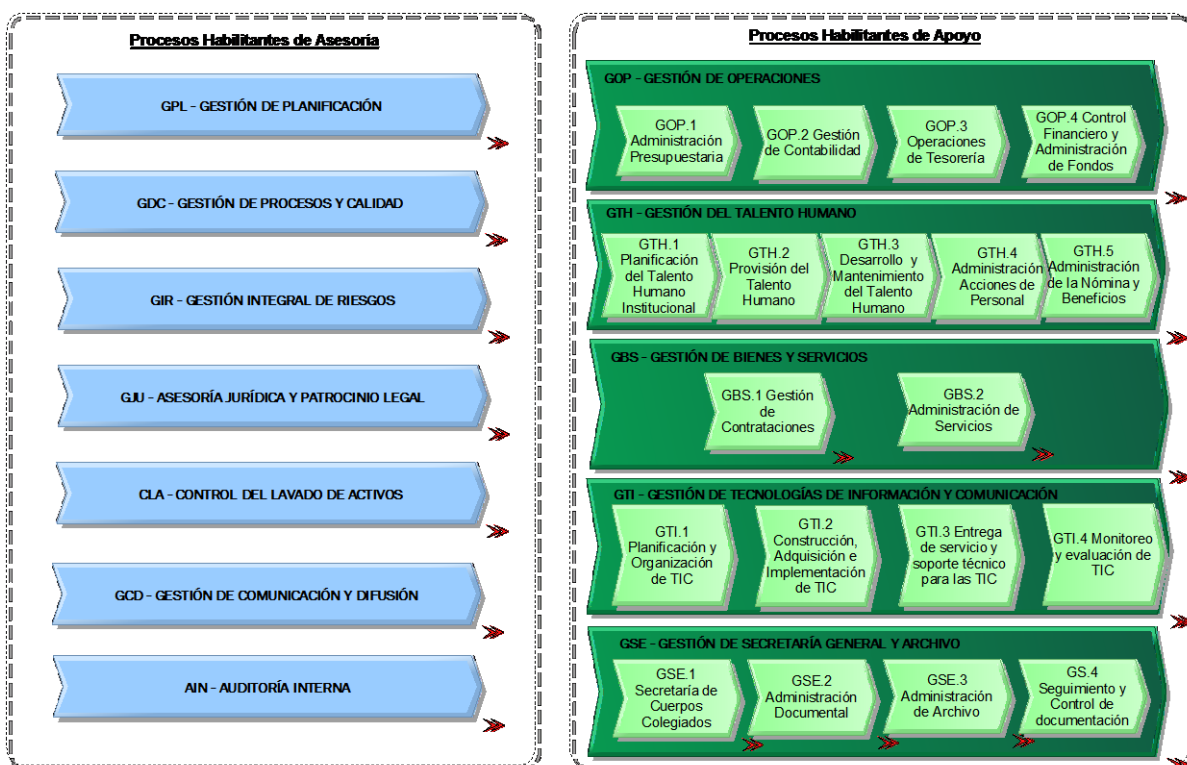 Procesos Habilitantes de Asesoría
GPL - GESTIÓN DE PLANIFICACIÓN
GDC - GESTIÓN DE PROCESOS Y CALIDAD
GIR - GESTIÓN INTEGRAL DE RIESGOS
GJU - ASESORÍA JURÍDICA Y PATROCINIO LEGAL
CLA - CONTROL DEL LAVADO DE ACTIVOS
GCD - GESTIÓN DE COMUNICACIÓN Y DIFUSIÓN
AIN - AUDITORÍA INTERNA
Procesos Habilitantes de Apoyo
GOP - GESTIÓN DE OPERACIONES
GOP.1
Administración
Presupuestaria
GOP.2 Gestión
de Contabilidad
GOP.3
Operaciones
de Tesorería
GOP.4 Control
Financiero y
Administración
de Fondos
GTH - GESTIÓN DEL TALENTO HUMANO
GTH.1
Planificación
del Talento
Humano
Institucional
GTH.2
Provisión del
Talento
Humano
GTH.3
Desarrollo y
Mantenimiento
del Talento
Humano
GTH.4
Administración
Acciones de
Personal
GTH.5
Administración
de la Nómina y
Beneficios
GBS - GESTIÓN DE BIENES Y SERVICIOS
GBS.1 Gestión
de
Contrataciones
GBS.2
Administración de
Servicios
GTI - GESTIÓN DE TECNOLOGÍAS DE INFORMACIÓN Y COMUNICACIÓN
GTI.1
Planificación y
Organización
de TIC
GTI.2
Construcción,
Adquisición e
Implementación
de TIC
GTI.3 Entrega
de servicio y
soporte técnico
para las TIC
GTI.4 Monitoreo
y evaluación de
TIC
GSE - GESTIÓN DE SECRETARÍA GENERAL Y ARCHIVO
GSE.1
Secretaría de
Cuerpos
Colegiados
GSE.2
Administración
Documental
GSE.3
Administración
de Archivo
GS.4
Seguimiento y
Control de
documentación